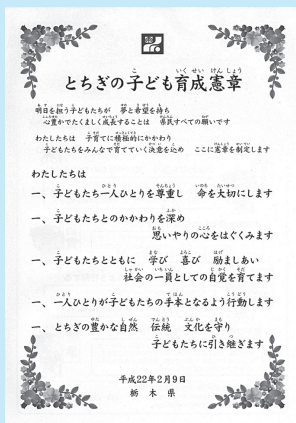 とちぎの子ども育成憲章
明日を担う子どもたちが　夢と希望を持ち
心豊かでたくましく成長することは　県民すべての願いです
わたしたちは　子育てに積極的にかかわり
子どもたちをみんなで育てていく決意を込め　ここに憲章を制定します
わたしたちは
一、子どもたち一人ひとりを尊重し　命を大切にします
一、子どもたちとのかかわりを深め
思いやりの心をはぐくみます
一、子どもたちとともに　学び　喜び　励ましあい
社会の一員としての自覚を育てます
一、一人ひとりが子どもたちの手本となるよう行動します
一、とちぎの豊かな自然　伝統　文化を守り
子どもたちに引き継ぎます
平成22年2月9日
栃木県